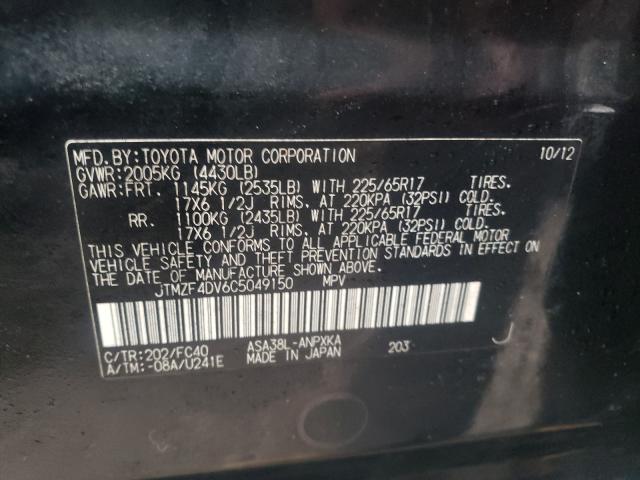 MFD.BY:TOYOTA MOTOR CORPORATION 10/12
GVWR:2005KG (4430LB)
GAWR:FRT. 1145KG (2535LB) WITH 225/65R17 TIRES.
17X6 1/2J RIMS. AT 220KPA (32PSI) COLD.
RR. 1100KG (2435LB) WITH 225/65R17 TIRES.
17X6 1/2J RIMS. AT 220KPA (32PSI) COLD.
THIS VEHICLE CONFORMS TO ALL APPLICABLE FEDERAL MOTOR
VEHICLE SAFETY AND THEFT PREVENTION STANDARDS IN EFFECT ON
THE DATE OF MANUFACTURE SHOWN ABOVE.
JTMZF4DV6C5049150 MPV
C/TR:202/FC40 ASA38L-ANPXKA 203 J
A/TM:-08A/U241E MADE IN JAPAN